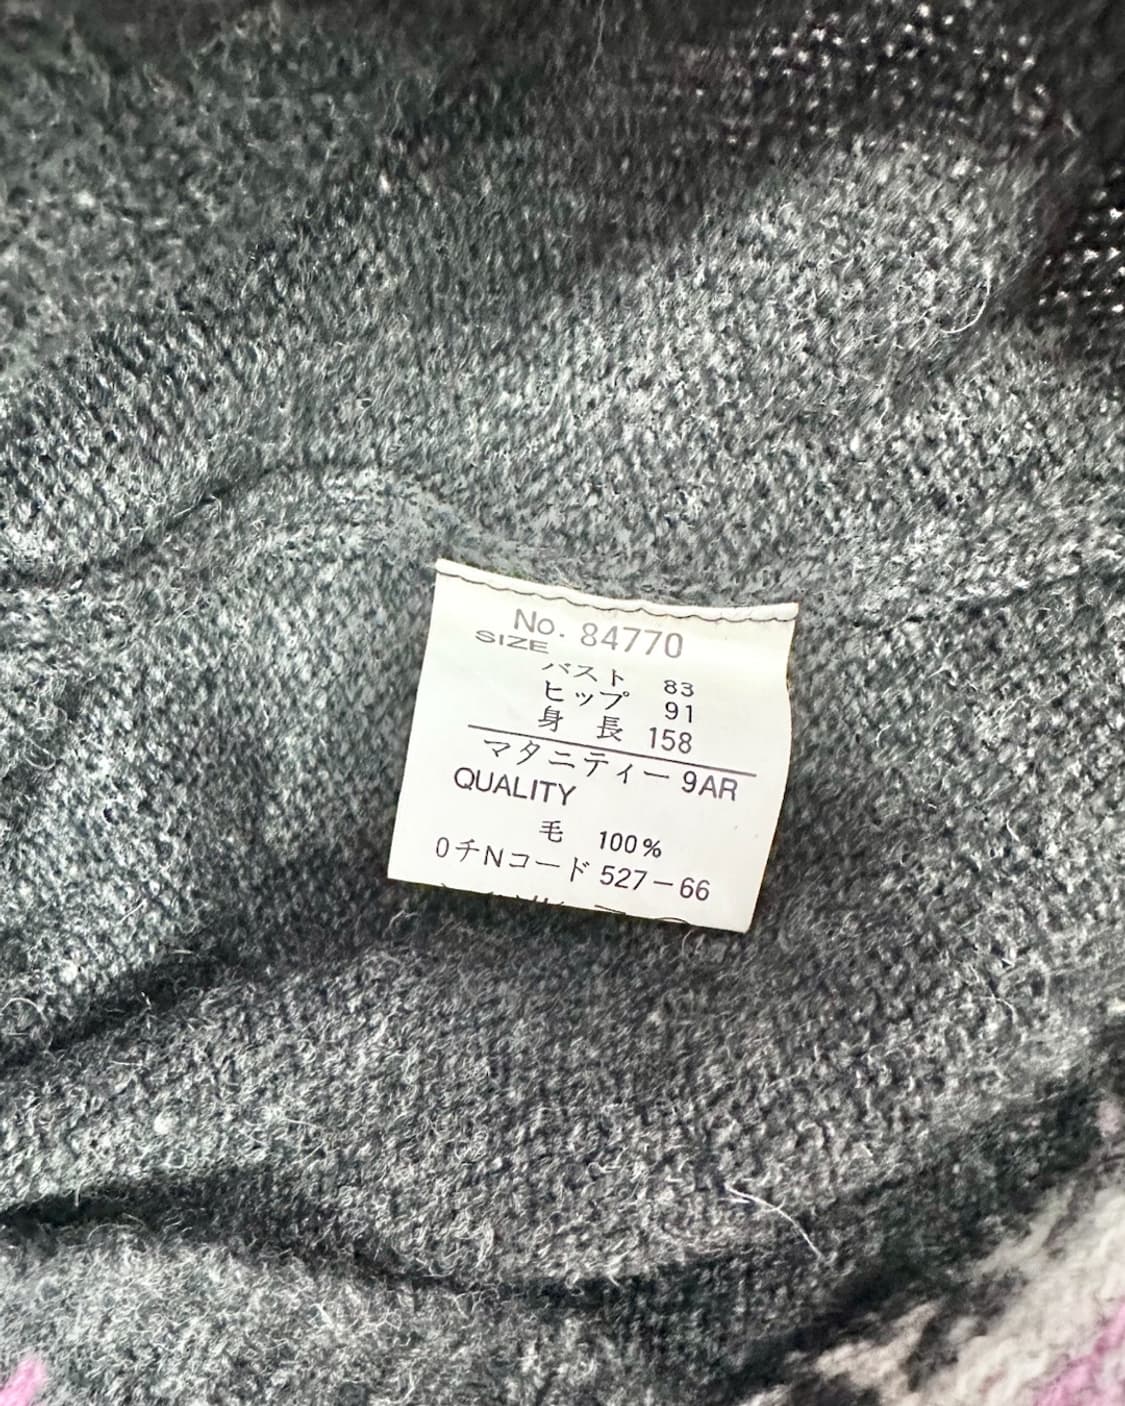 No. 84770
SIZE
バスト 83
ヒップ 91
身長 158
マタニティー 9AR
QUALITY
毛 100%
0チNコード 527-66